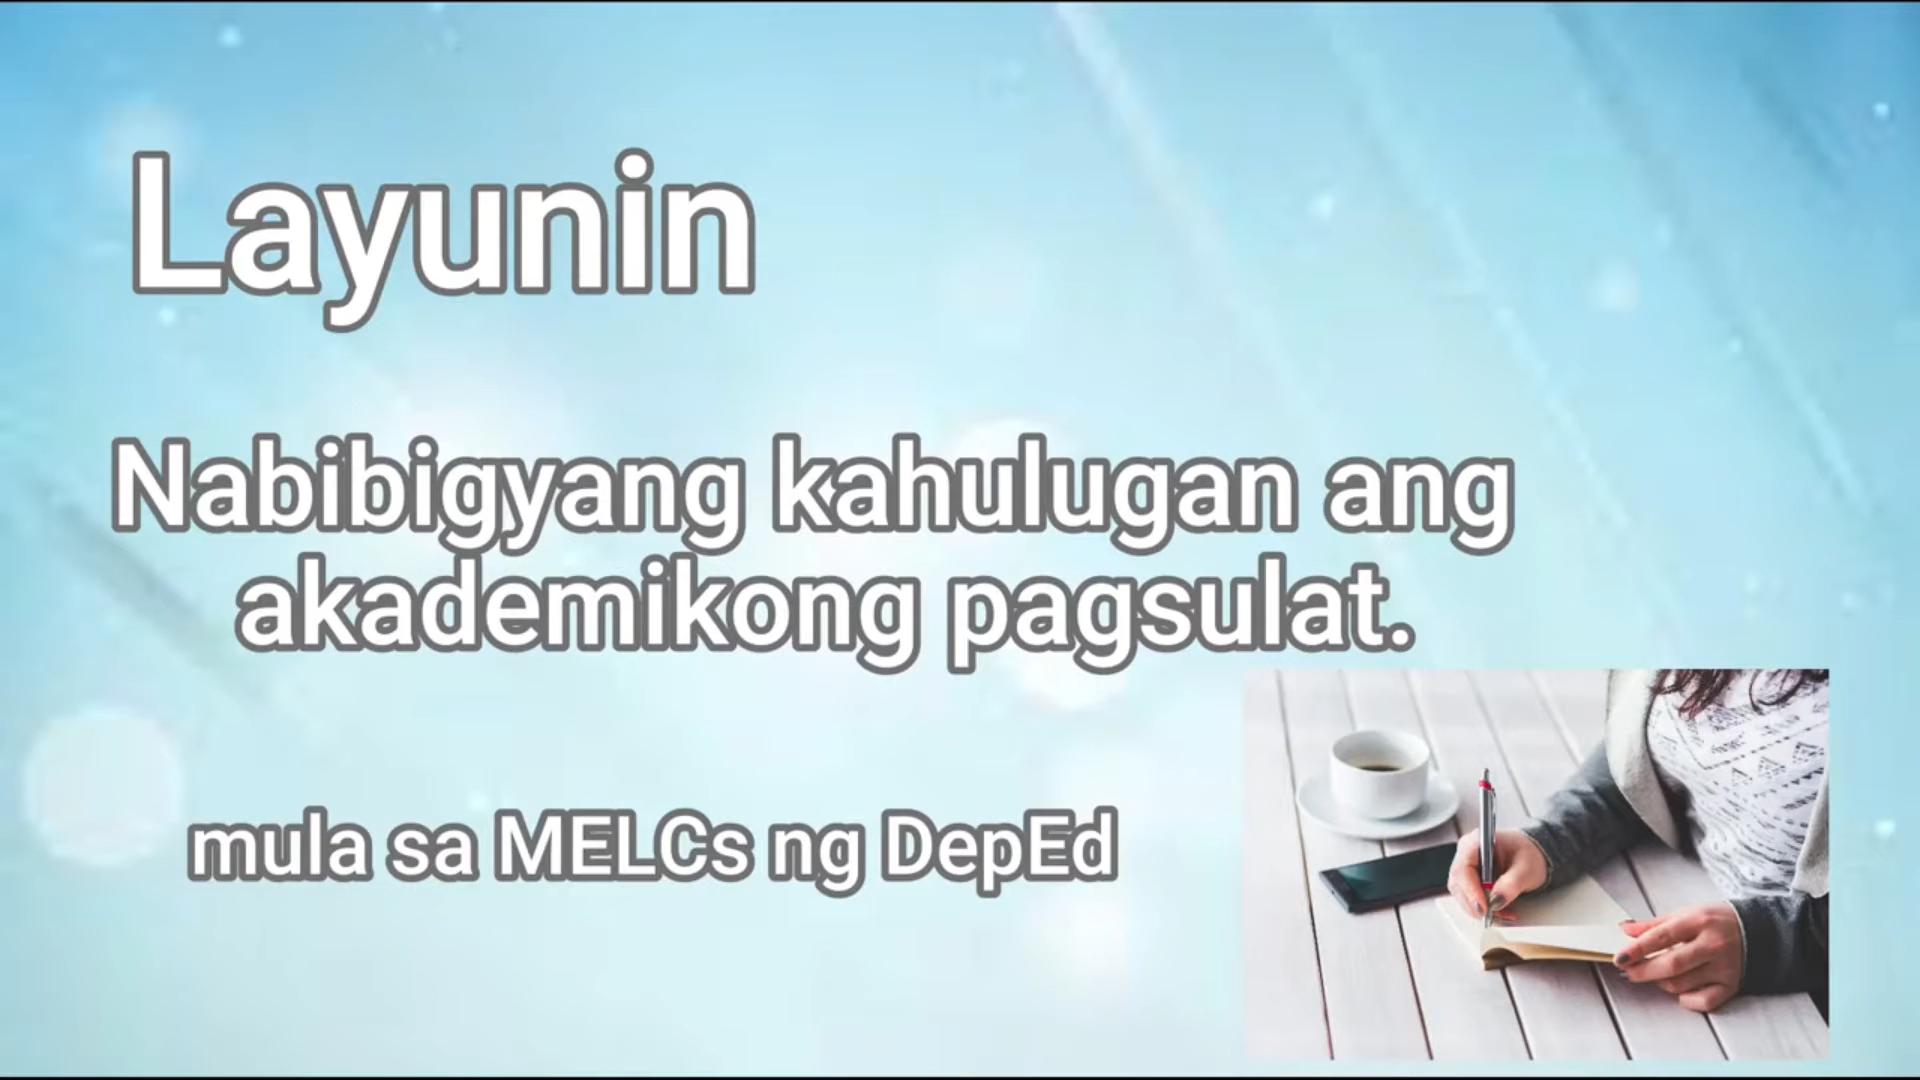 Layunin
Nabibigyang kahulugan ang
akademikong pagsulat.
mula sa MELCs ng DepEd